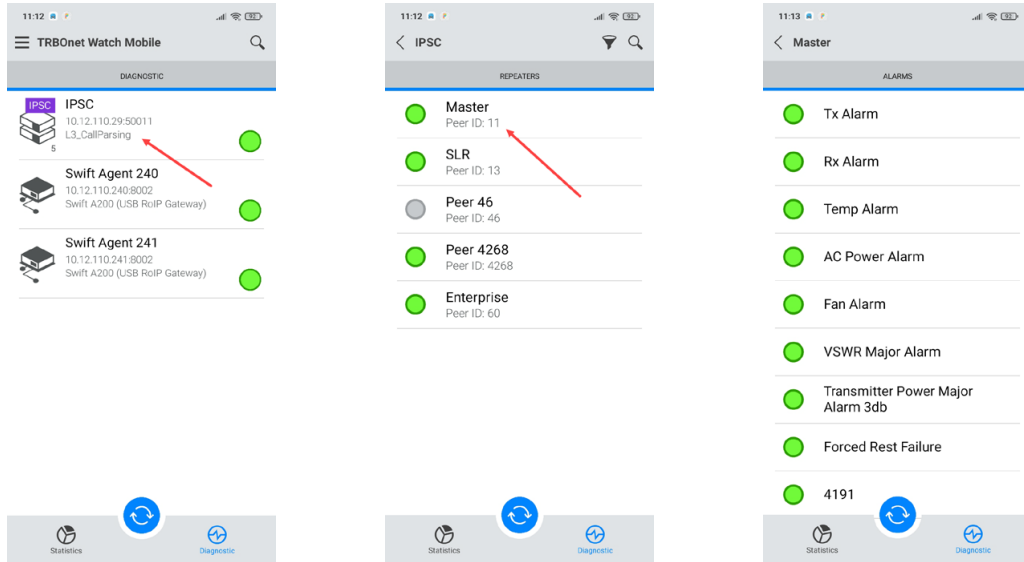 11:12
92
TRBOnet Watch Mobile
DIAGNOSTIC
IPSC
IPSC
10.12.110.29:50011
L3_CallParsing
5
Swift Agent 240
10.12.110.240:8002
Swift A200 (USB RoIP Gateway)
Swift Agent 241
10.12.110.241:8002
Swift A200 (USB RoIP Gateway)
Statistics
Diagnostic
11:12
92
IPSC
REPEATERS
Master
Peer ID: 11
SLR
Peer ID: 13
Peer 46
Peer ID: 46
Peer 4268
Peer ID: 4268
Enterprise
Peer ID: 60
Statistics
Diagnostic
11:13
92
Master
ALARMS
Tx Alarm
Rx Alarm
Temp Alarm
AC Power Alarm
Fan Alarm
VSWR Major Alarm
Transmitter Power Major
Alarm 3db
Forced Rest Failure
4191
Statistics
Diagnostic